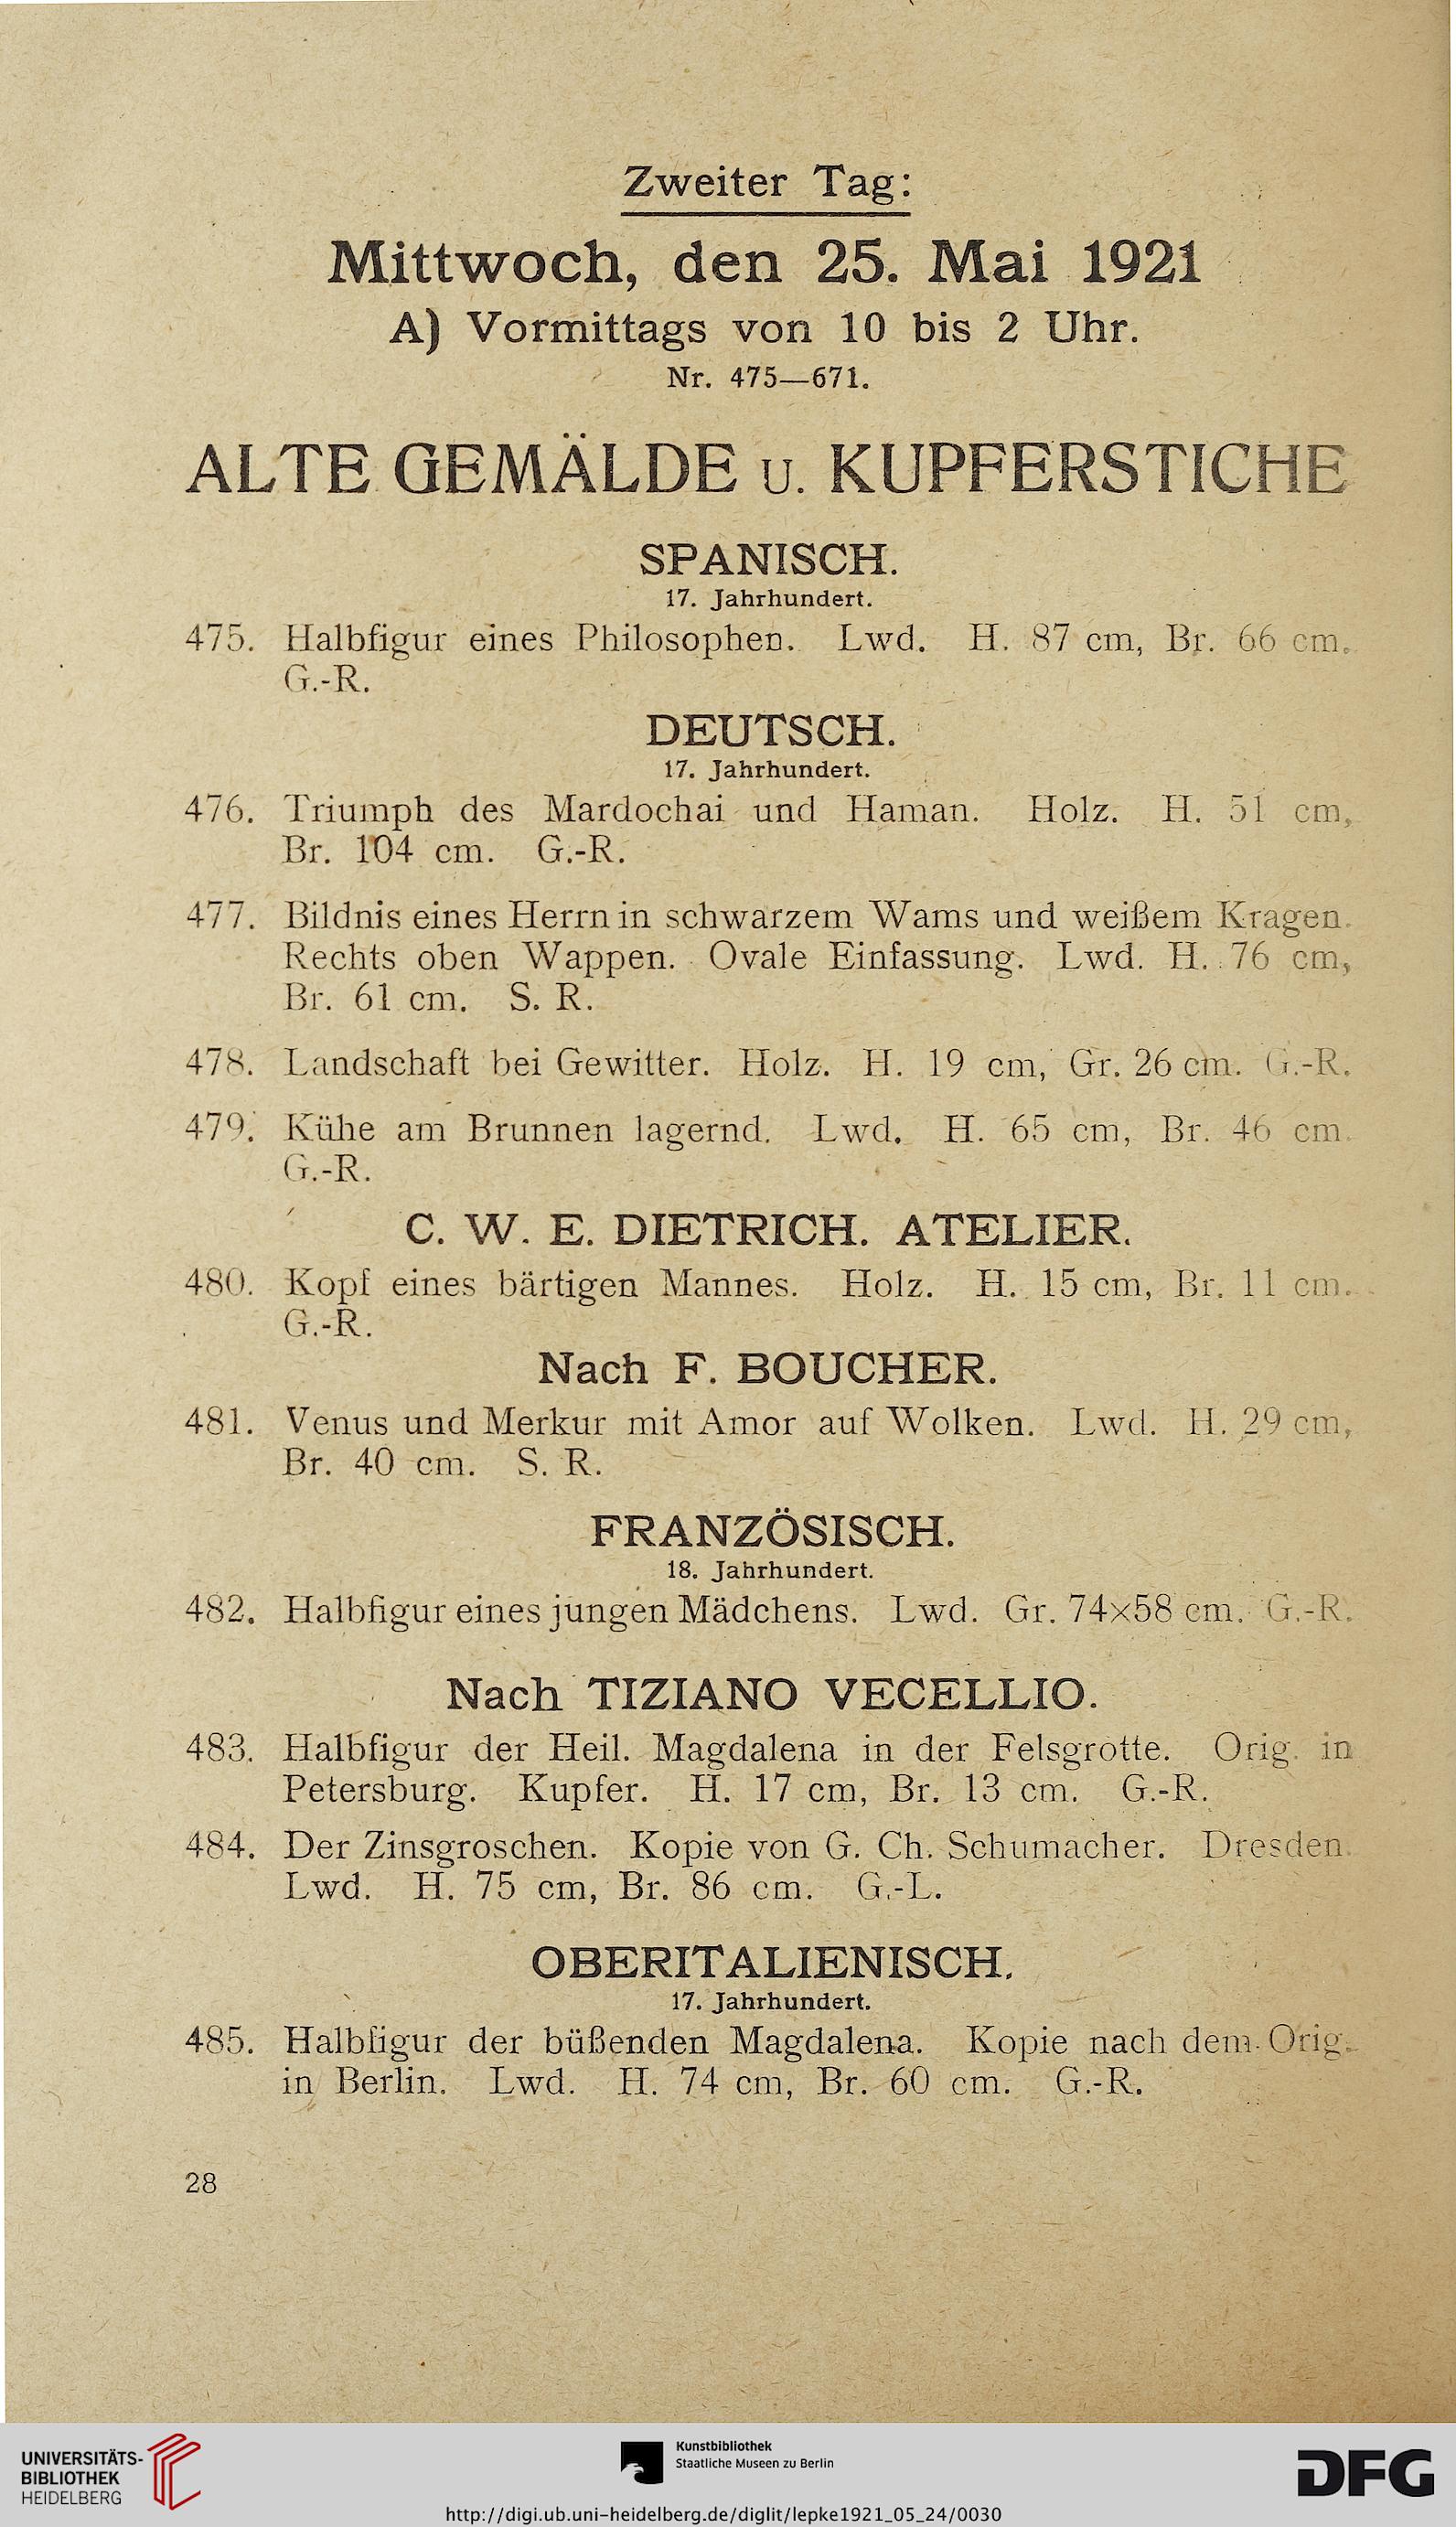 Zweiter Tag:
Mittwoch, den 25. Mai 1921
A) Vormittags von 10 bis 2 Uhr.
Nr. 475—671.
ALTE GEMÄLDE U. KUPFERSTICHE
SPANISCH.
17. Jahrhundert.
475. Halbfigur eines Philosophen. Lwd. H. 87 cm, Br. 66 cm.
G.-R.
DEUTSCH.
17. Jahrhundert.
476. Triumph des Mardochai und Haman. Holz. H. 51 cm,
Br. 104 cm. G.-R.
477. Bildnis eines Herrn in schwarzem Wams und weißem Kragen.
Rechts oben Wappen. Ovale Einfassung. Lwd. H. 76 cm,
Br. 61 cm. S. R.
478. Landschaft bei Gewitter. Holz. H. 19 cm, Gr. 26 cm. G.-R.
479. Kühe am Brunnen lagernd. Lwd. H. 65 cm, Br. 46 cm.
G.-R.
C. W. E. DIETRICH. ATELIER.
480. Kopf eines bärtigen Mannes. Holz. H. 15 cm, Br. 11 cm.
G.-R.
Nach F. BOUCHER.
481. Venus und Merkur mit Amor auf Wolken. Lwd. H. 29 cm,
Br. 40 cm. S. R.
FRANZÖSISCH.
18. Jahrhundert.
482. Halbfigur eines jungen Mädchens. Lwd. Gr. 74×58 cm. G.-R.
Nach TIZIANO VECELLIO.
483. Halbfigur der Heil. Magdalena in der Felsgrotte. Orig. in
Petersburg. Kupfer. H. 17 cm, Br. 13 cm. G.-R.
484. Der Zinsgroschen. Kopie von G. Ch. Schumacher. Dresden.
Lwd. H. 75 cm, Br. 86 cm. G.-L.
OBERITALIENISCH.
17. Jahrhundert.
485. Halbfigur der büßenden Magdalena. Kopie nach dem Orig.
in Berlin. Lwd. H. 74 cm, Br. 60 cm. G.-R.
28
UNIVERSITÄTS-
BIBLIOTHEK
HEIDELBERG
Kunstbibliothek
Staatliche Museen zu Berlin
DFG
http://digi.ub.uni-heidelberg.de/diglit/lepke1921_05_24/0030